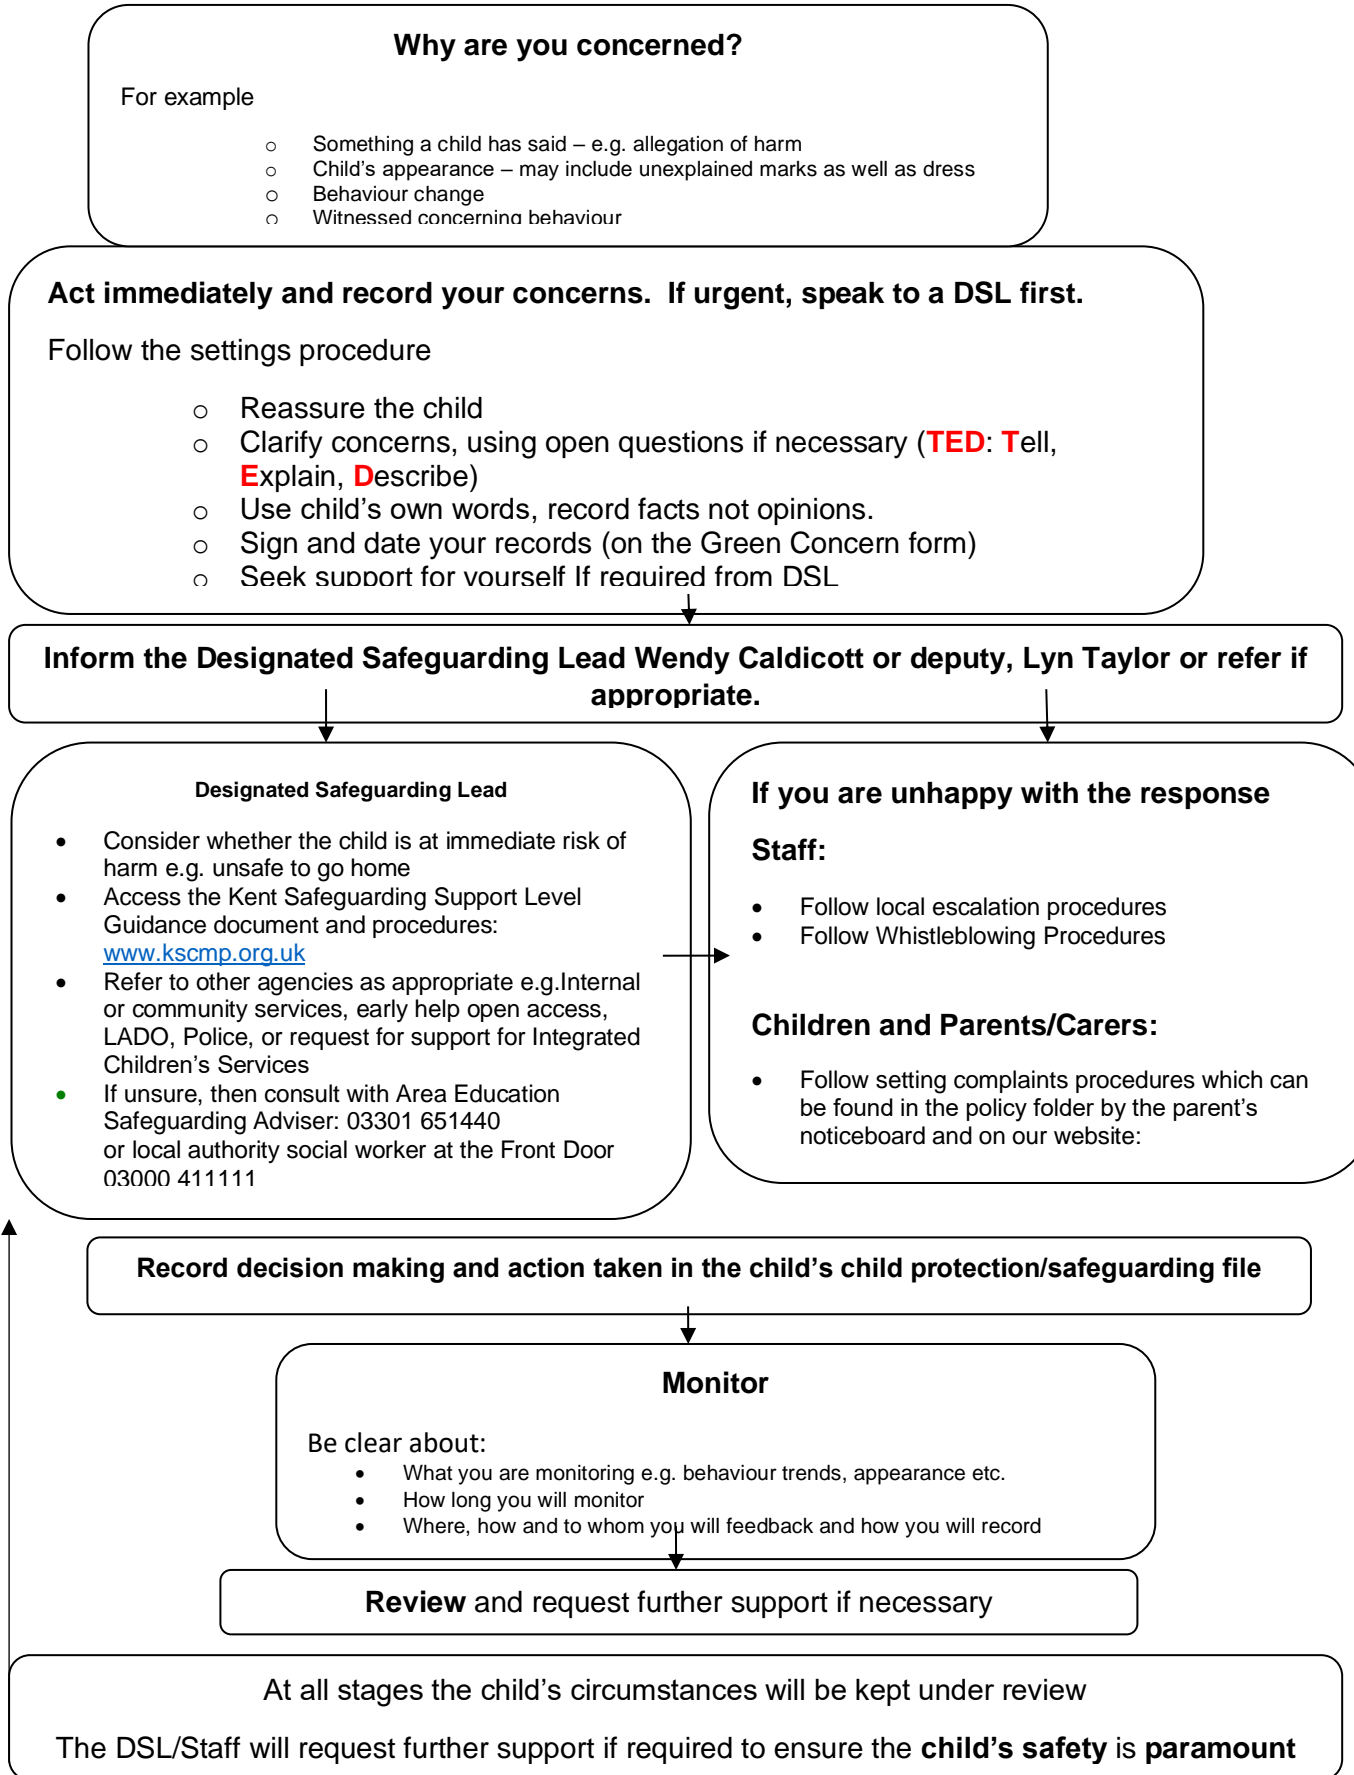 Why are you concerned?
For example
o Something a child has said – e.g. allegation of harm
o Child's appearance – may include unexplained marks as well as dress
o Behaviour change
o Witnessed concerning behaviour
Act immediately and record your concerns. If urgent, speak to a DSL first.
Follow the settings procedure
o Reassure the child
o Clarify concerns, using open questions if necessary (TED: Tell,
Explain, Describe)
o Use child's own words, record facts not opinions.
o Sign and date your records (on the Green Concern form)
o Seek support for yourself If required from DSL
Inform the Designated Safeguarding Lead Wendy Caldicott or deputy, Lyn Taylor or refer if
appropriate.
Designated Safeguarding Lead
• Consider whether the child is at immediate risk of
harm e.g. unsafe to go home
• Access the Kent Safeguarding Support Level
Guidance document and procedures:
www.kscmp.org.uk
• Refer to other agencies as appropriate e.g.Internal
or community services, early help open access,
LADO, Police, or request for support for Integrated
Children's Services
• If unsure, then consult with Area Education
Safeguarding Adviser: 03301 651440
or local authority social worker at the Front Door
03000 411111
If you are unhappy with the response
Staff:
• Follow local escalation procedures
• Follow Whistleblowing Procedures
Children and Parents/Carers:
• Follow setting complaints procedures which can
be found in the policy folder by the parent's
noticeboard and on our website:
Record decision making and action taken in the child's child protection/safeguarding file
Monitor
Be clear about:
• What you are monitoring e.g. behaviour trends, appearance etc.
• How long you will monitor
• Where, how and to whom you will feedback and how you will record
Review and request further support if necessary
At all stages the child's circumstances will be kept under review
The DSL/Staff will request further support if required to ensure the child's safety is paramount